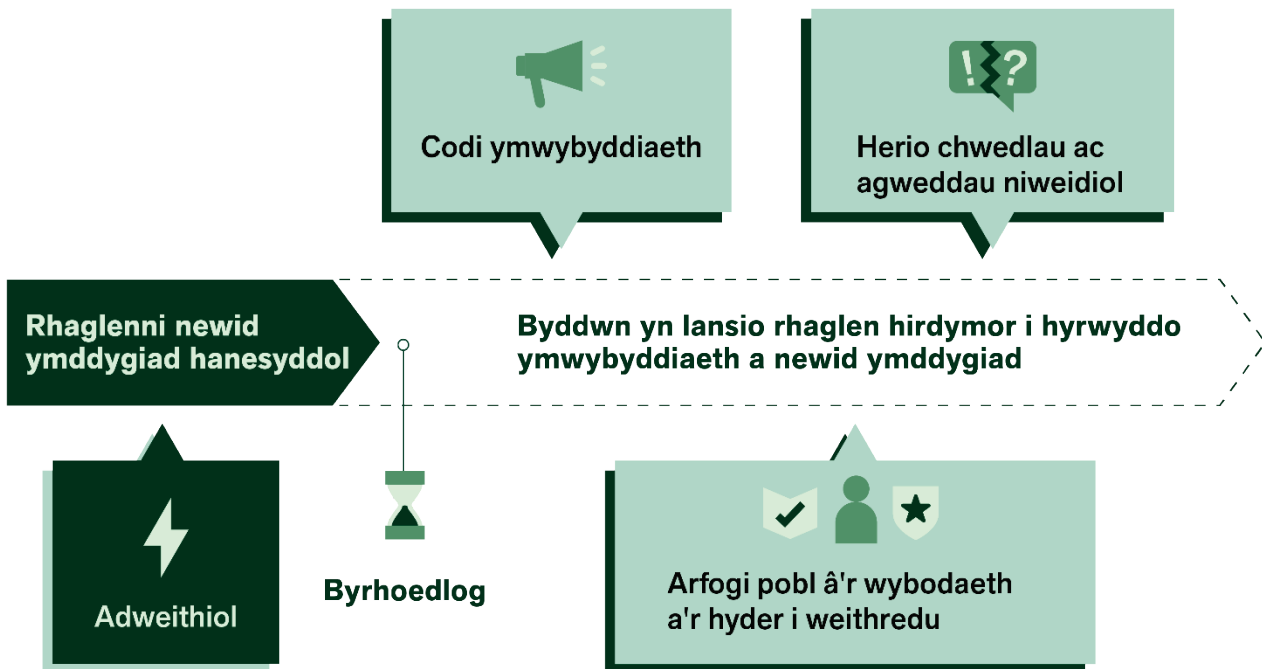 Codi ymwybyddiaeth
! ?
Herio chwedlau ac
agweddau niweidiol
Rhaglenni newid
ymddygiad hanesyddol
Byddwn yn lansio rhaglen hirdymor i hyrwyddo
ymwybyddiaeth a newid ymddygiad
Adweithiol
Byrhoedlog
Arfogi pobl â'r wybodaeth
a'r hyder i weithredu